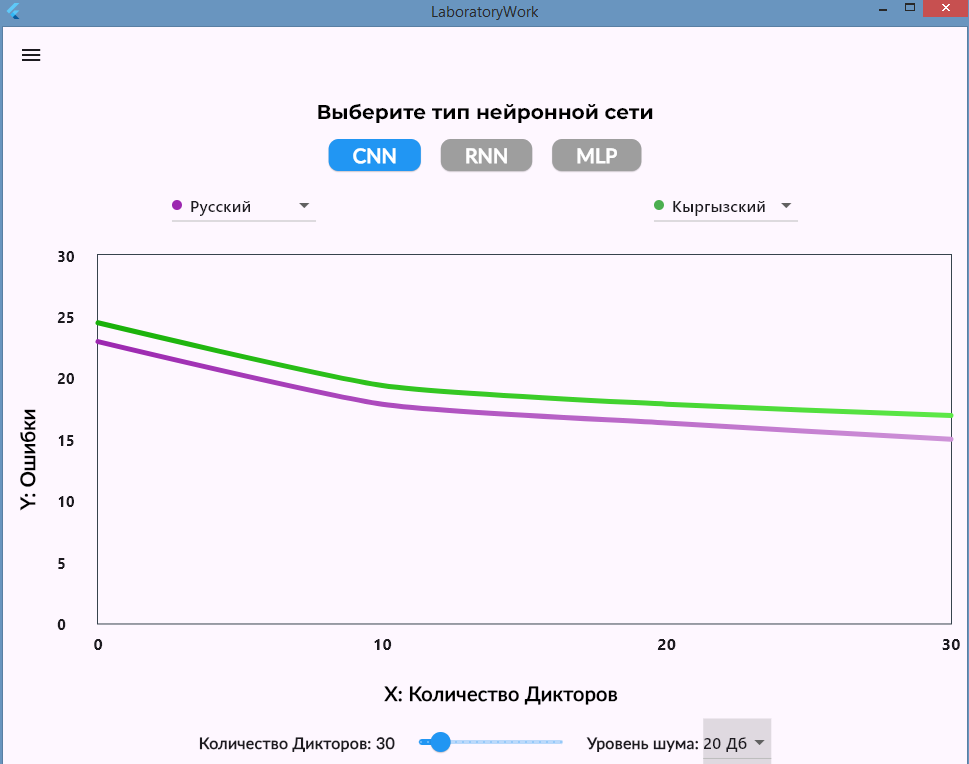 LaboratoryWork
Выберите тип нейронной сети
CNN RNN MLP
Русский Кыргызский
30
25
20
15
10
5
0
Y: Ошибки
0 10 20 30
X: Количество Дикторов
Количество Дикторов: 30 Уровень шума: 20 Дб